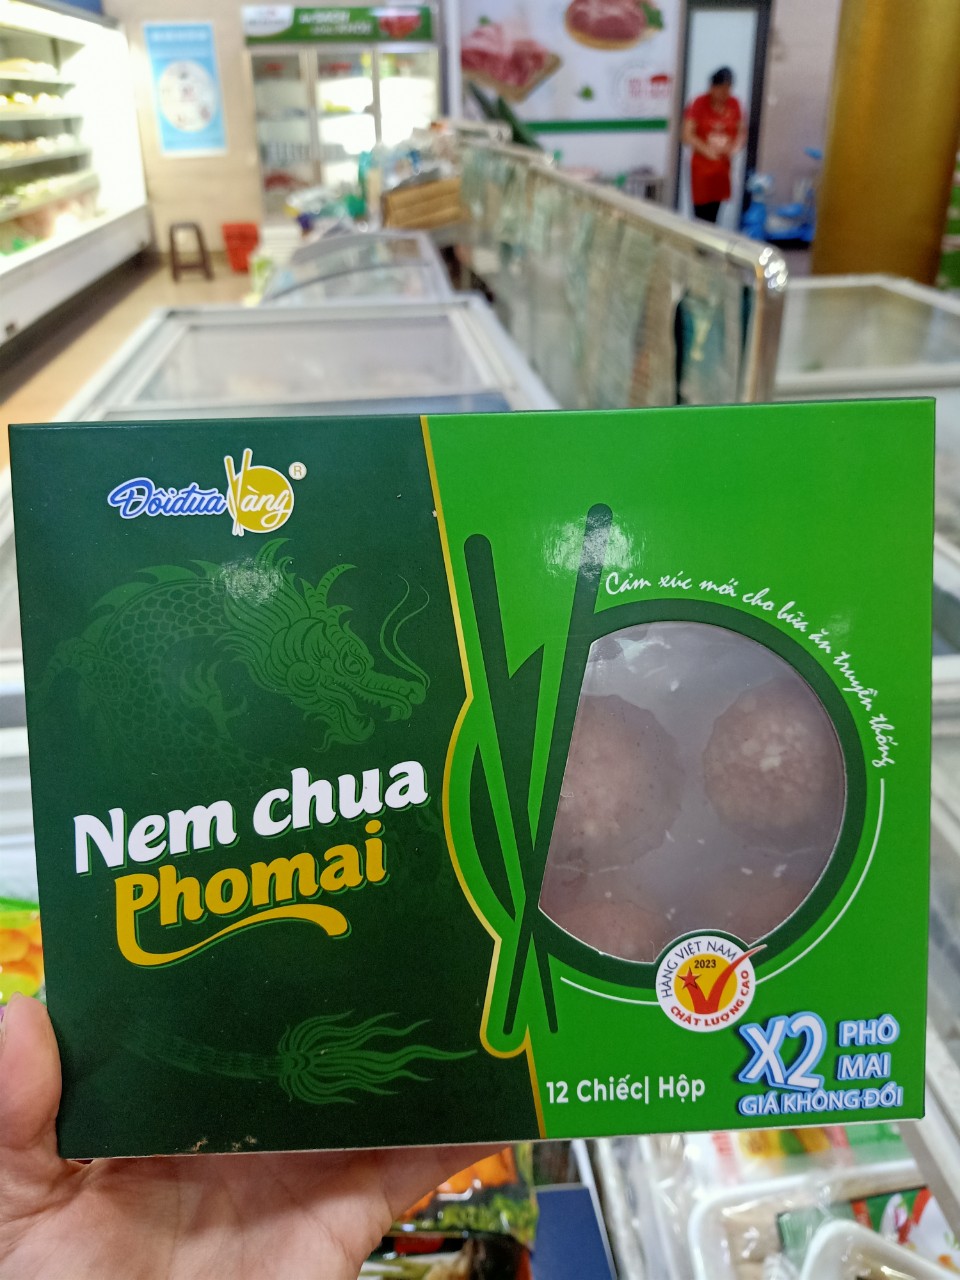 Đôi đũa Vàng ®
Nem chua
Phomai
Cảm xúc mới cho bữa ăn truyền thống
HÀNG VIỆT NAM
2023
CHẤT LƯỢNG CAO
X2 PHÔ
MAI
GIÁ KHÔNG ĐỔI
12 Chiếc| Hộp